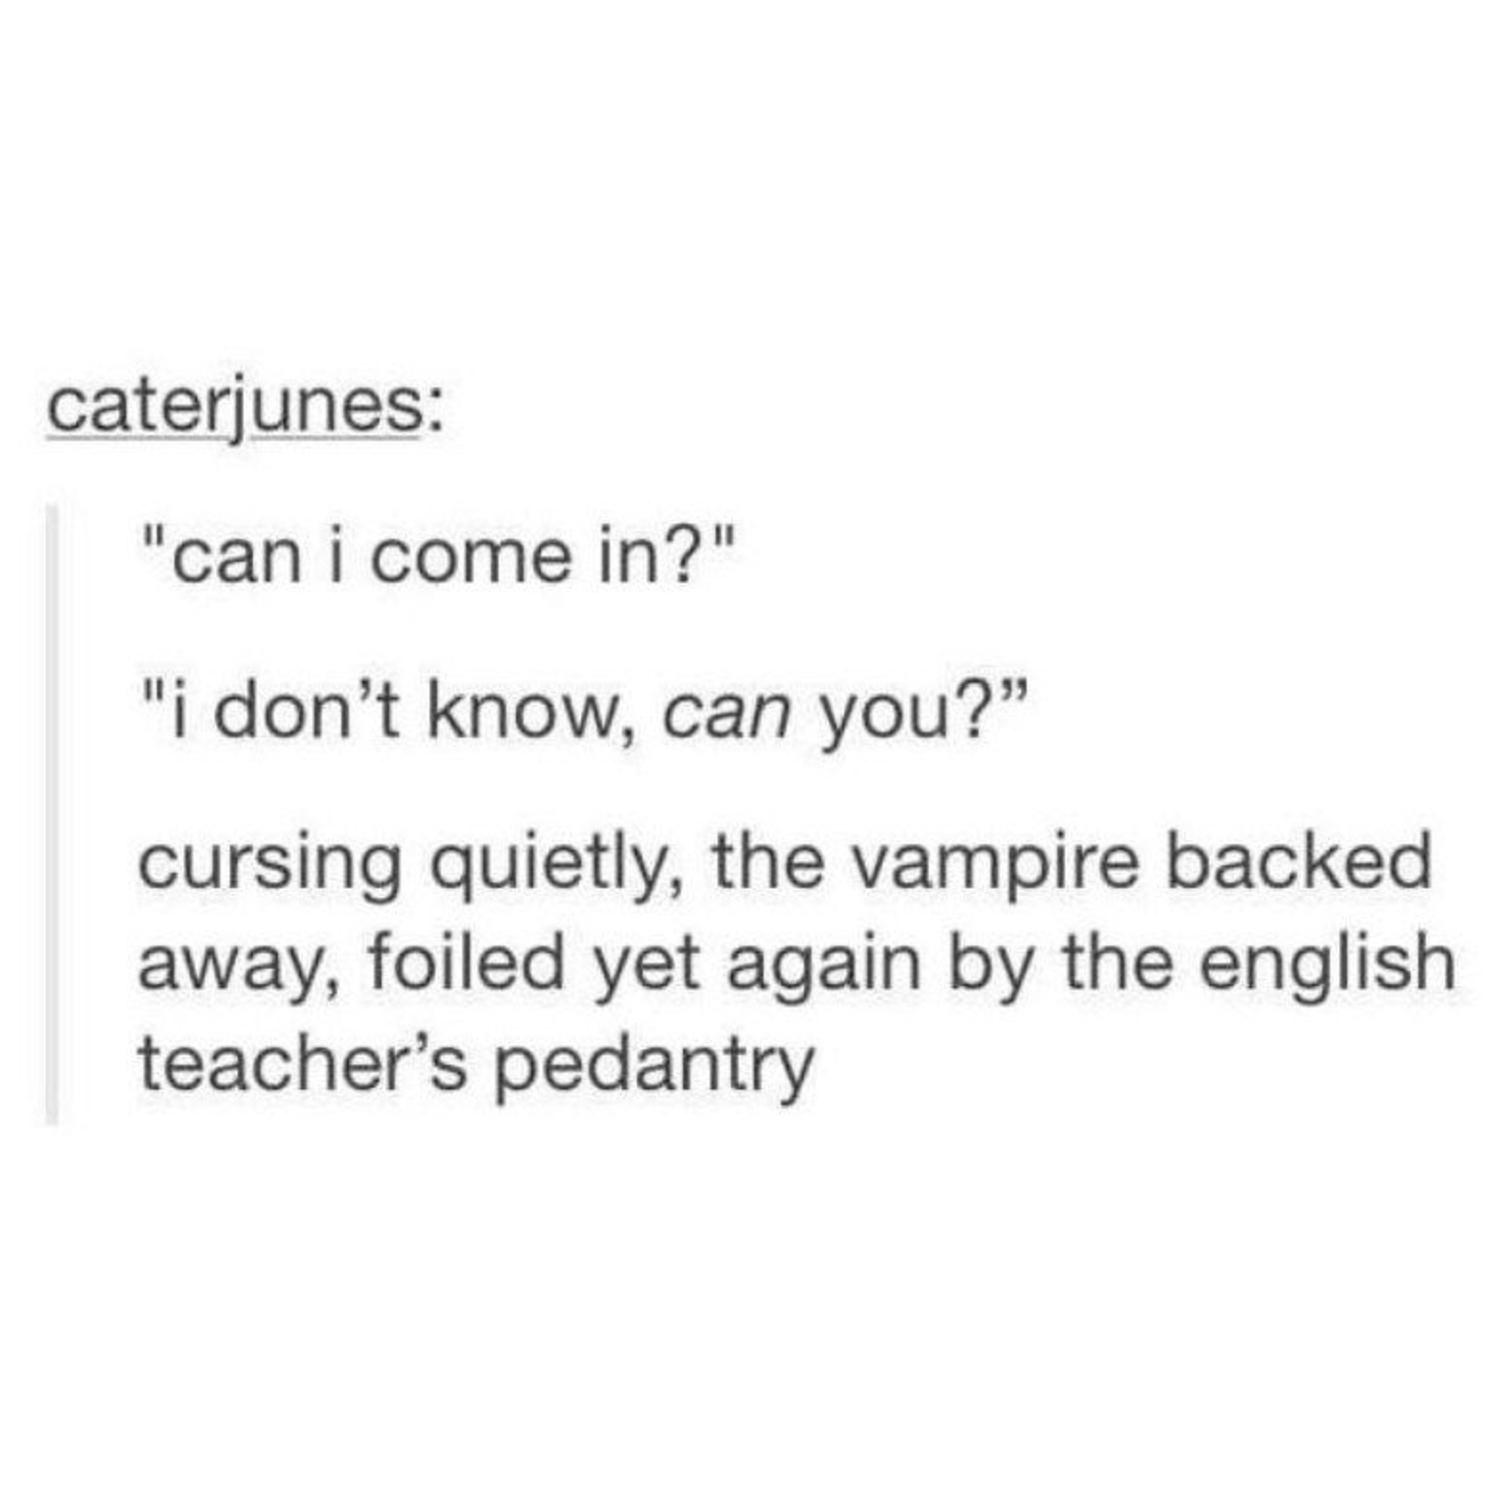 caterjunes:
"can i come in?"
"i don’t know, can you?”
cursing quietly, the vampire backed
away, foiled yet again by the english
teacher’s pedantry